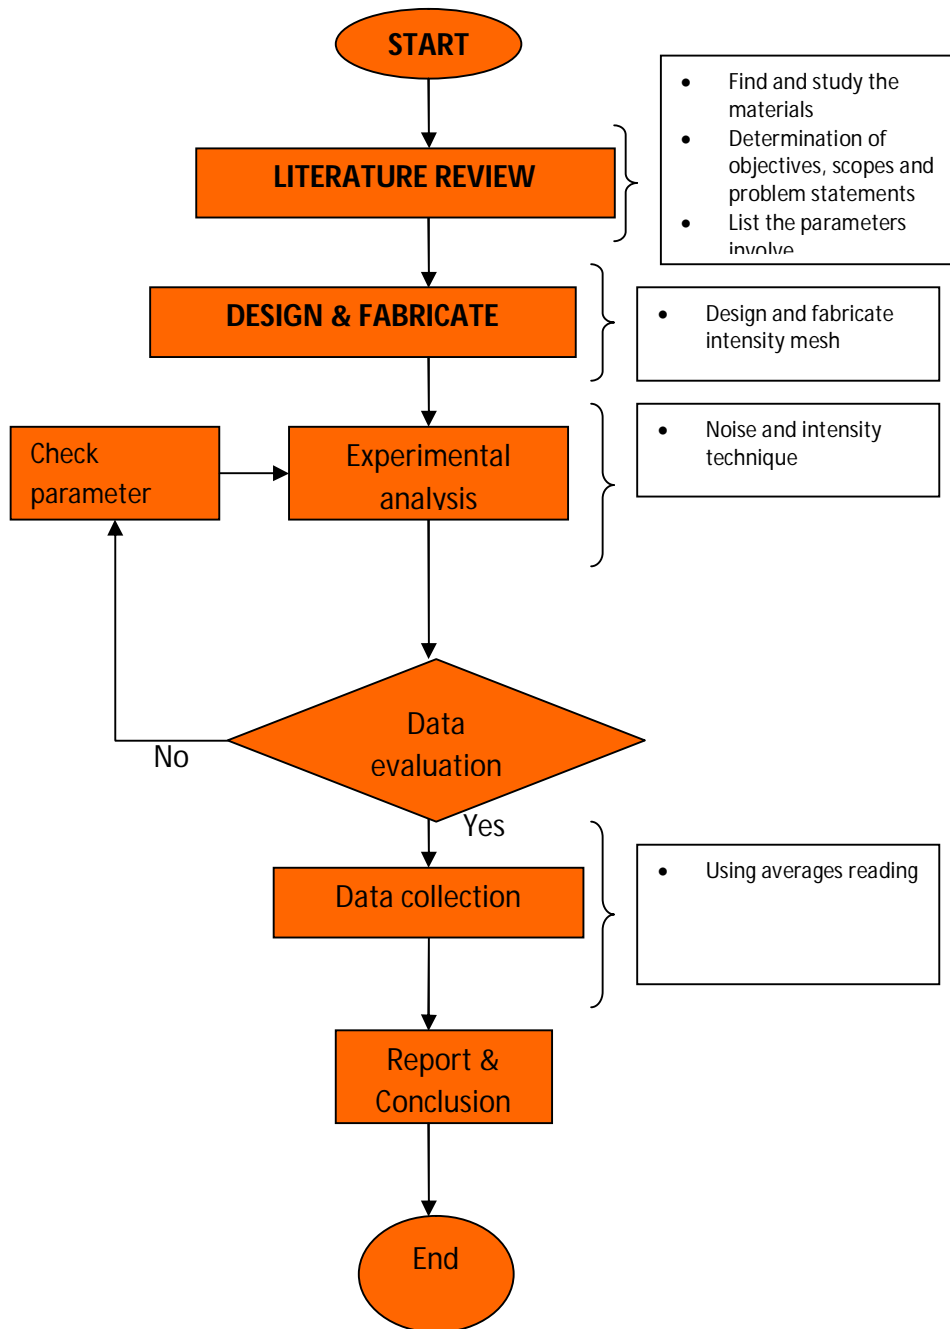 START
• Find and study the
materials
• Determination of
objectives, scopes and
problem statements
• List the parameters
involve
LITERATURE REVIEW
DESIGN & FABRICATE
• Design and fabricate
intensity mesh
Check
parameter
Experimental
analysis
• Noise and intensity
technique
Data
evaluation
No
Yes
Data collection
• Using averages reading
Report &
Conclusion
End